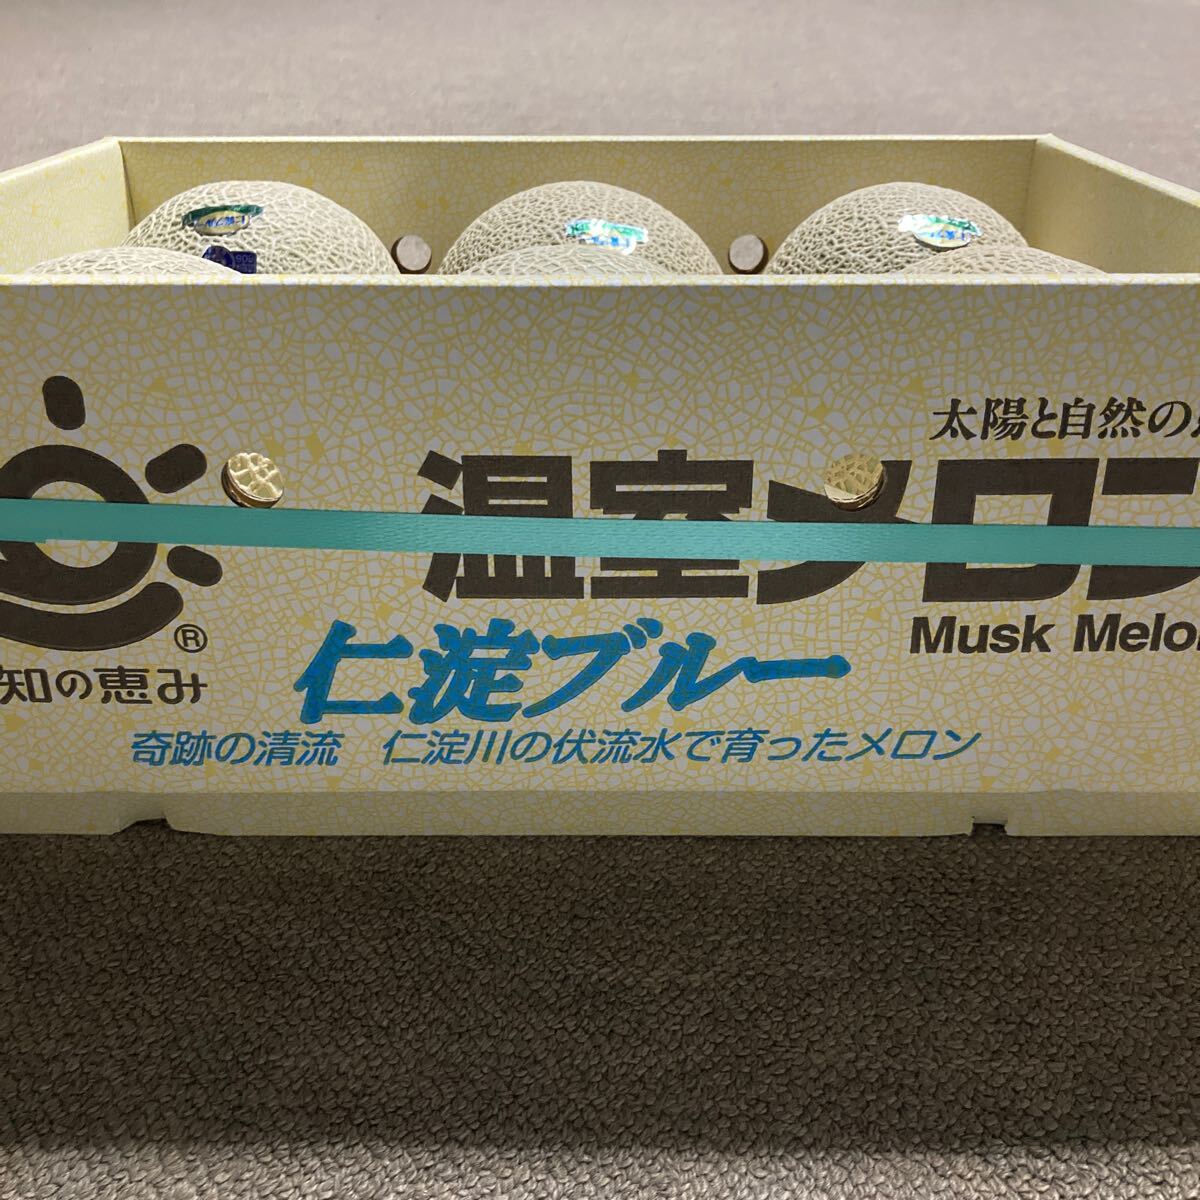 太陽と自然の
温室メロン
Musk Melo
®
知の恵み
仁淀ブルー
奇跡の清流 仁淀川の伏流水で育ったメロン